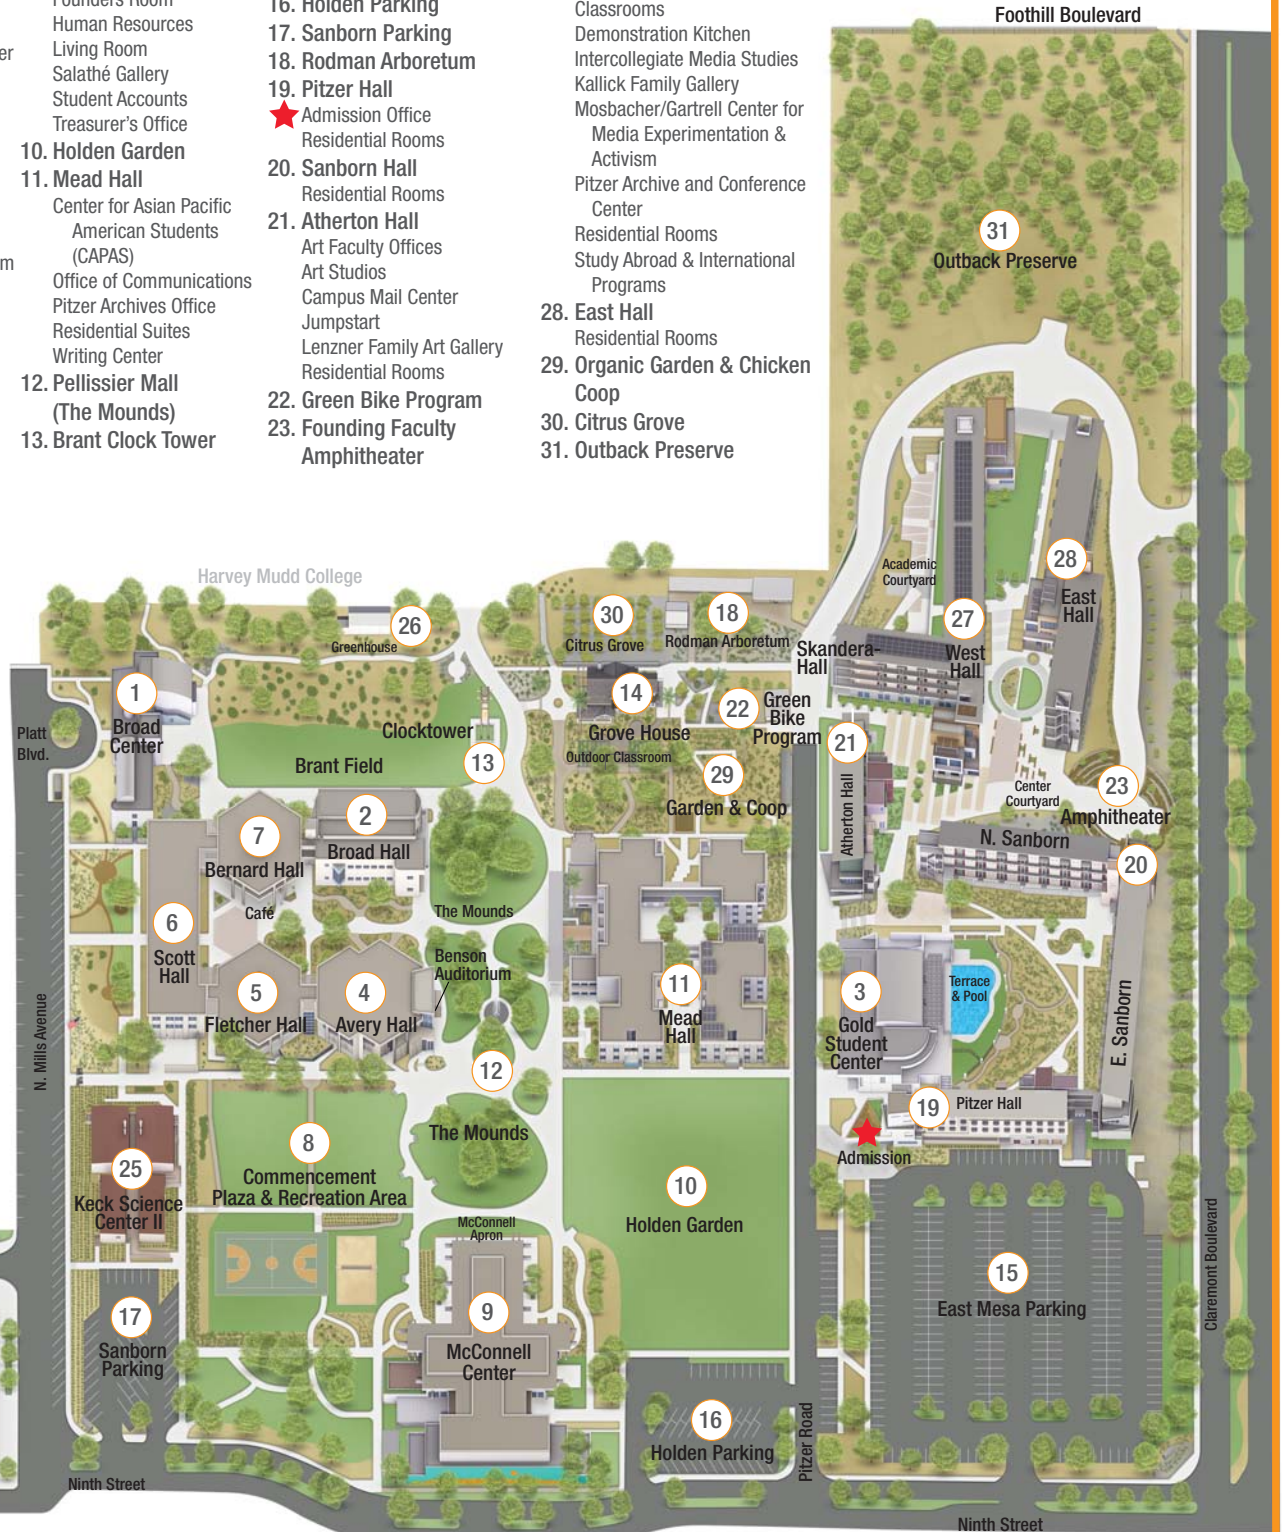 Founders Room
Human Resources
er
Living Room
Salathé Gallery
Student Accounts
Treasurer's Office
10. Holden Garden
11. Mead Hall
Center for Asian Pacific
American Students
(CAPAS)
m
Office of Communications
Pitzer Archives Office
Residential Suites
Writing Center
12. Pellissier Mall
(The Mounds)
13. Brant Clock Tower
16. Holden Parking
17. Sanborn Parking
18. Rodman Arboretum
19. Pitzer Hall
Admission Office
Residential Rooms
20. Sanborn Hall
Residential Rooms
21. Atherton Hall
Art Faculty Offices
Art Studios
Campus Mail Center
Jumpstart
Lenzner Family Art Gallery
Residential Rooms
22. Green Bike Program
23. Founding Faculty
Amphitheater
Classrooms
Demonstration Kitchen
Intercollegiate Media Studies
Kallick Family Gallery
Mosbacher/Gartrell Center for
Media Experimentation &
Activism
Pitzer Archive and Conference
Center
Residential Rooms
Study Abroad & International
Programs
28. East Hall
Residential Rooms
29. Organic Garden & Chicken
Coop
30. Citrus Grove
31. Outback Preserve
Foothill Boulevard
31
Outback Preserve
Academic
Courtyard
28
East
Hall
27
West
Hall
Skandera-
Hall
Harvey Mudd College
26
Greenhouse
30
Citrus Grove
18
Rodman Arboretum
1
Broad
Center
Platt
Blvd.
Clocktower
13
Brant Field
14
Grove House
Outdoor Classroom
22
Green
Bike
Program
29
Garden & Coop
21
Atherton Hall
Center
Courtyard
23
Amphitheater
N. Sanborn
20
7
Bernard Hall
2
Broad Hall
Café
The Mounds
6
Scott
Hall
5
Fletcher Hall
4
Avery Hall
Benson
Auditorium
11
Mead
Hall
3
Gold
Student
Center
Terrace
& Pool
E. Sanborn
N. Mills Avenue
12
The Mounds
19
Pitzer Hall
Admission
8
Commencement
Plaza & Recreation Area
25
Keck Science
Center II
10
Holden Garden
McConnell
Apron
9
McConnell
Center
17
Sanborn
Parking
15
East Mesa Parking
Claremont Boulevard
16
Holden Parking
Pitzer Road
Ninth Street
Ninth Street